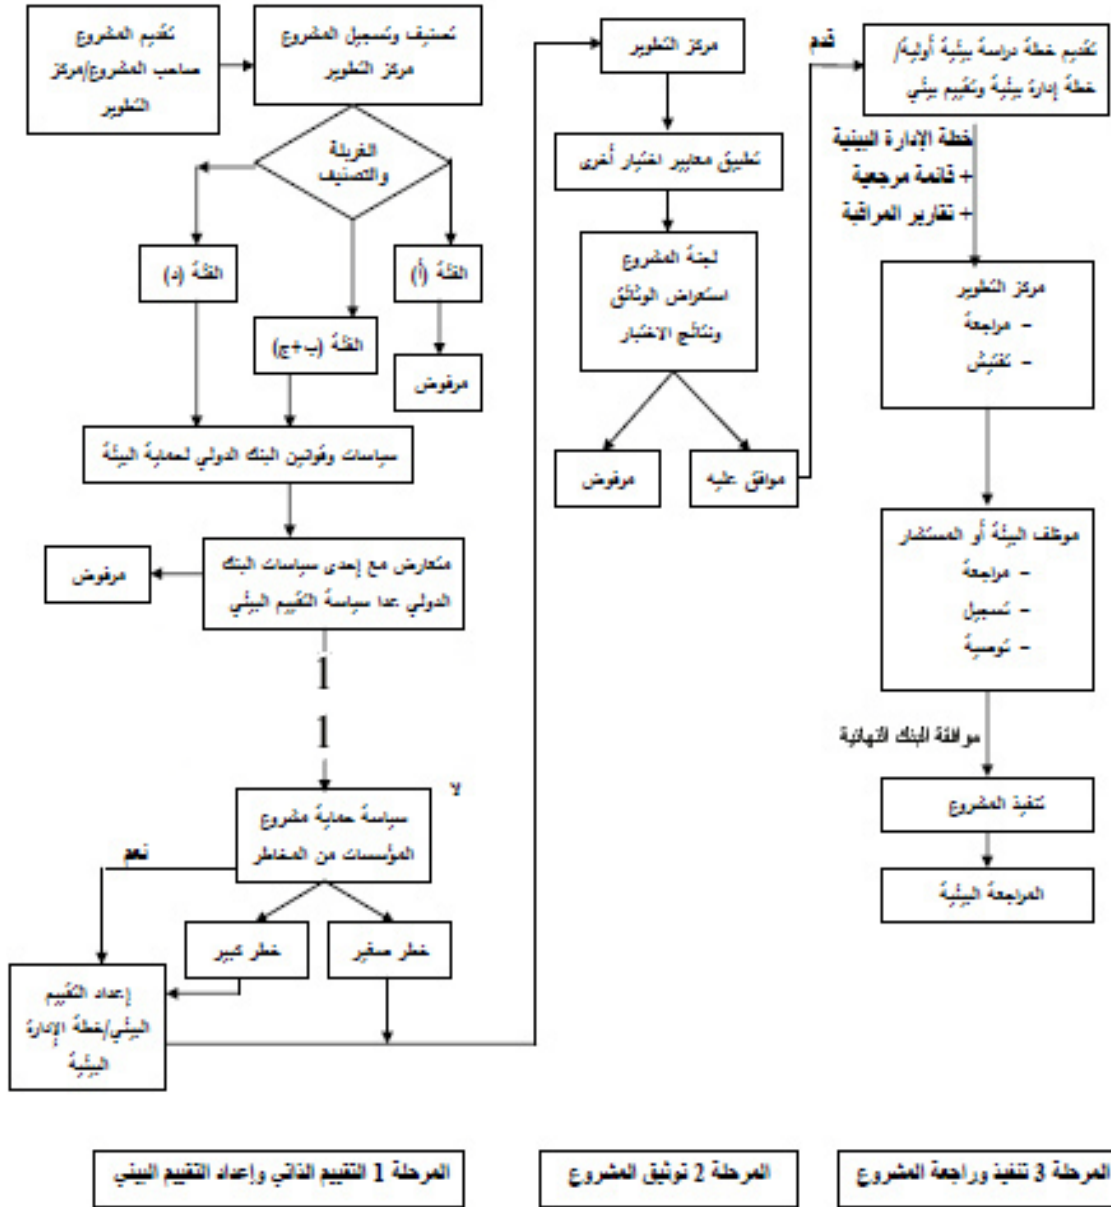 تقديم المشروع
صاحب المشروع/مركز
التطوير
تصنيف وتسجيل المشروع
مركز التطوير
الغربلة
والتصنيف
الفئة (أ)
الفئة (د)
الفئة (ب+ج)
مرفوض
سياسات وقوانين البنك الدولي لحماية البيئة
متعارض مع إحدى سياسات البنك
الدولي عدا سياسة التقييم البيئي
مرفوض
1
1
لا
سياسة حماية مشروع
المؤسسات من المخاطر
نعم
خطر كبير
خطر صغير
إعداد التقييم
البيئي/خطة الإدارة
البيئية
مركز التطوير
تطبيق معايير اختيار أخرى
لجنة المشروع
استعراض الوثائق
ونتائج الاختبار
مرفوض
موافق عليه
قدم
تقديم خطة دراسة بيئية أولية/
خطة إدارة بيئية وتقييم بيئي
خطة الإدارة البيئية
+ قائمة مرجعية
+ تقارير المراقبة
مركز التطوير
- مراجعة
- تفتيش
موظف البيئة أو المستشار
- مراجعة
- تسجيل
- توصية
موافقة البنك النهائية
تنفيذ المشروع
المراجعة البيئية
المرحلة 1 التقييم الذاتي وإعداد التقييم البيئي
المرحلة 2 توثيق المشروع
المرحلة 3 تنفيذ وراجعة المشروع